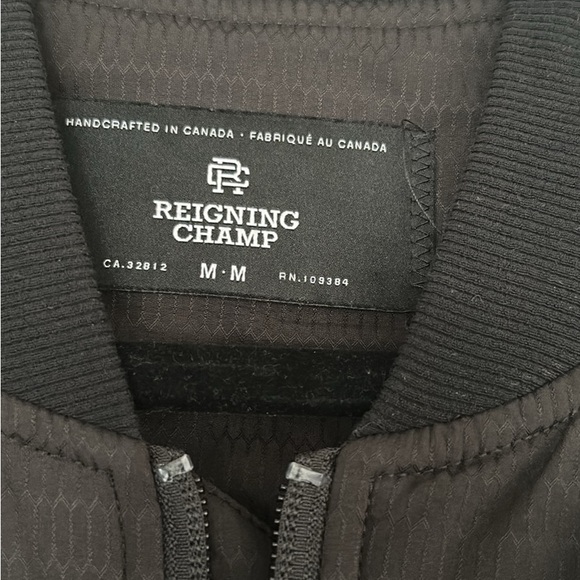 HANDCRAFTED IN CANADA · FABRIQUÉ AU CANADA
RC
REIGNING
CHAMP
CA.32812 M·M RN.109384